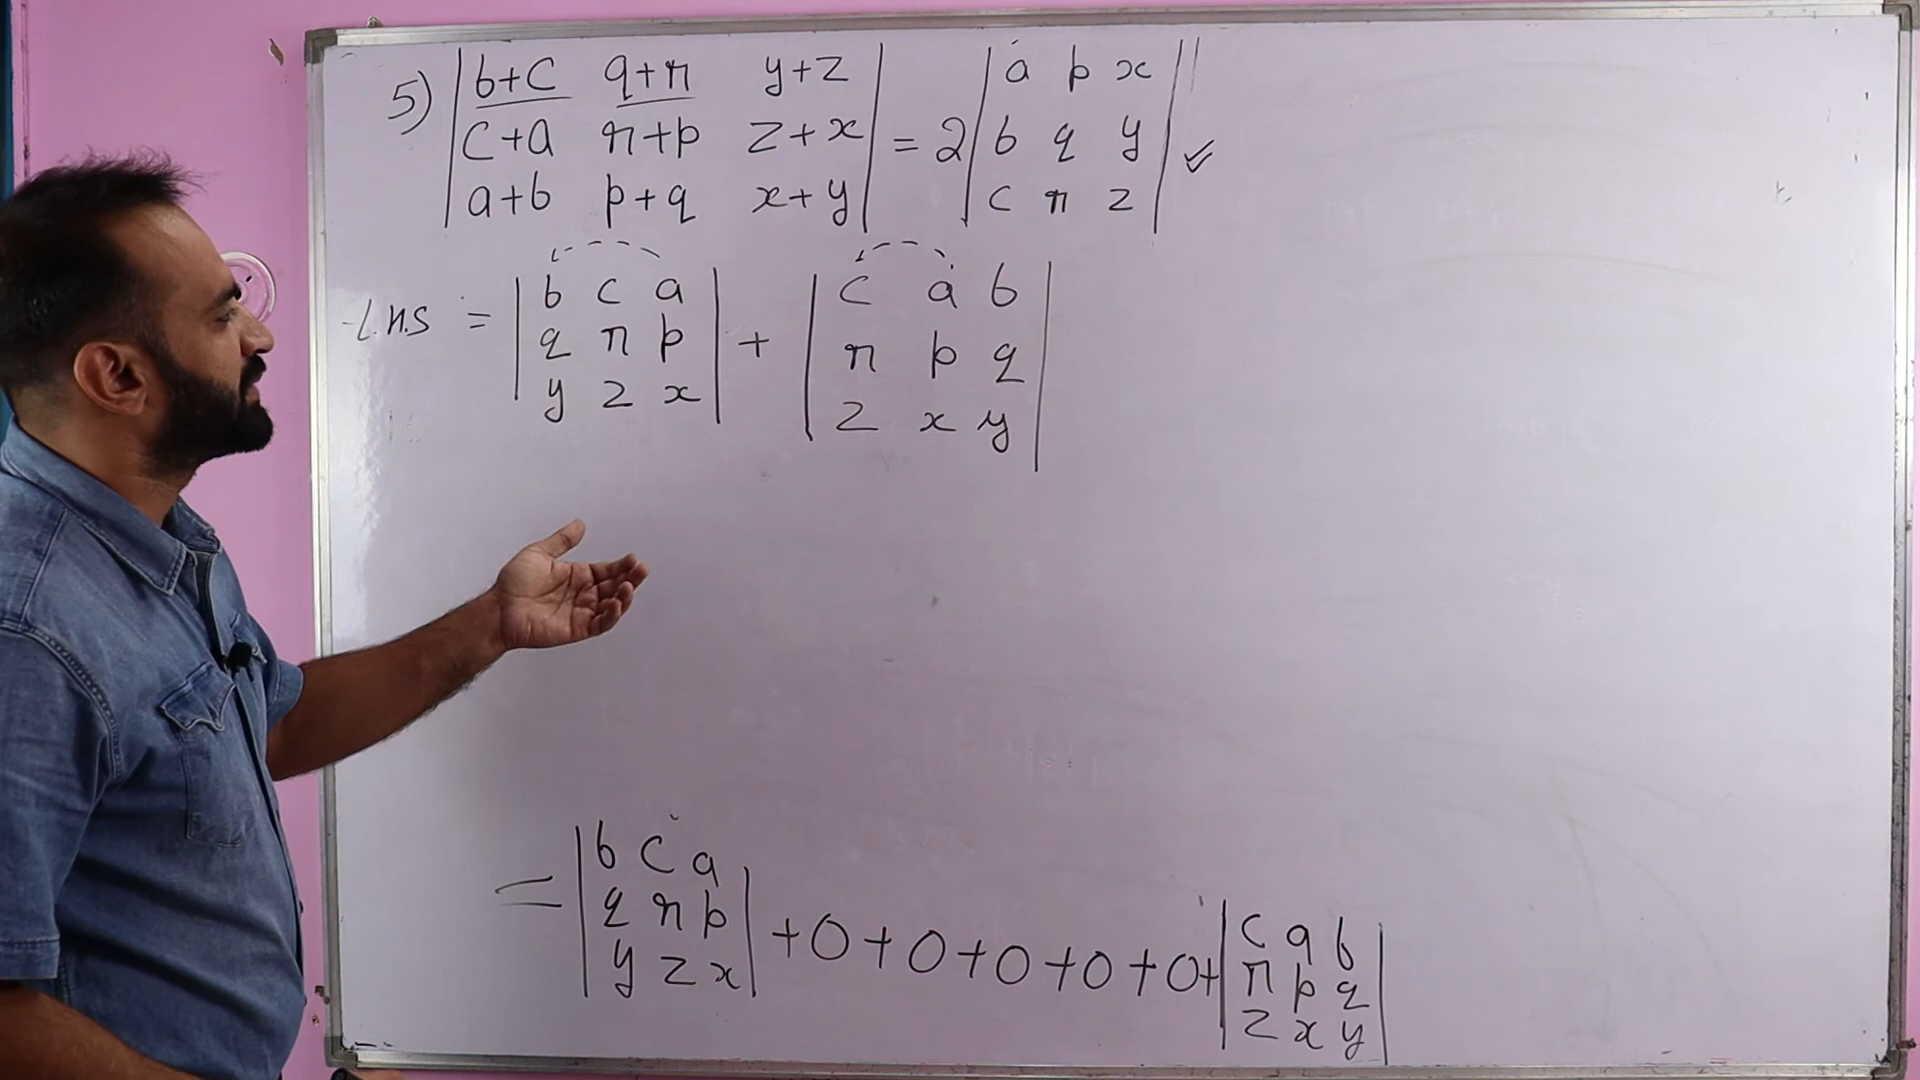 5) | b+c q+r y+z |
| c+a r+p z+x | = 2 | a p x |
| a+b p+q x+y | | b q y |
| c r z |
L.H.S = | b c a | + | c a b |
| q r p | | r p q |
| y z x | | z x y |
= | b c a |
| q r p | +0+0+0+0+0+ | c a b |
| y z x | | r p q |
| z x y |